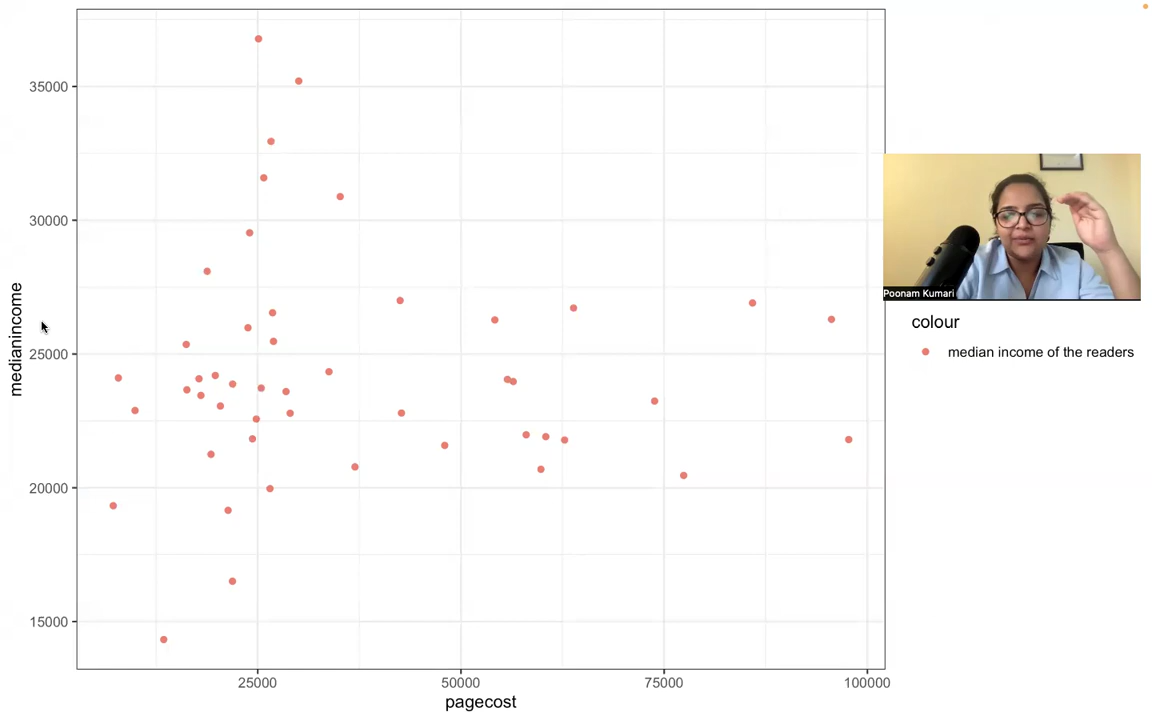 35000
30000
25000
20000
15000
medianincome
25000
50000
75000
100000
pagecost
Poonam Kumari
colour
median income of the readers